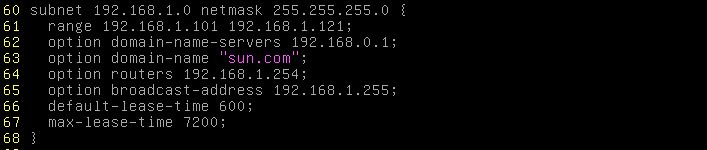 60 subnet 192.168.1.0 netmask 255.255.255.0 {
61   range 192.168.1.101 192.168.1.121;
62   option domain-name-servers 192.168.0.1;
63   option domain-name "sun.com";
64   option routers 192.168.1.254;
65   option broadcast-address 192.168.1.255;
66   default-lease-time 600;
67   max-lease-time 7200;
68 }